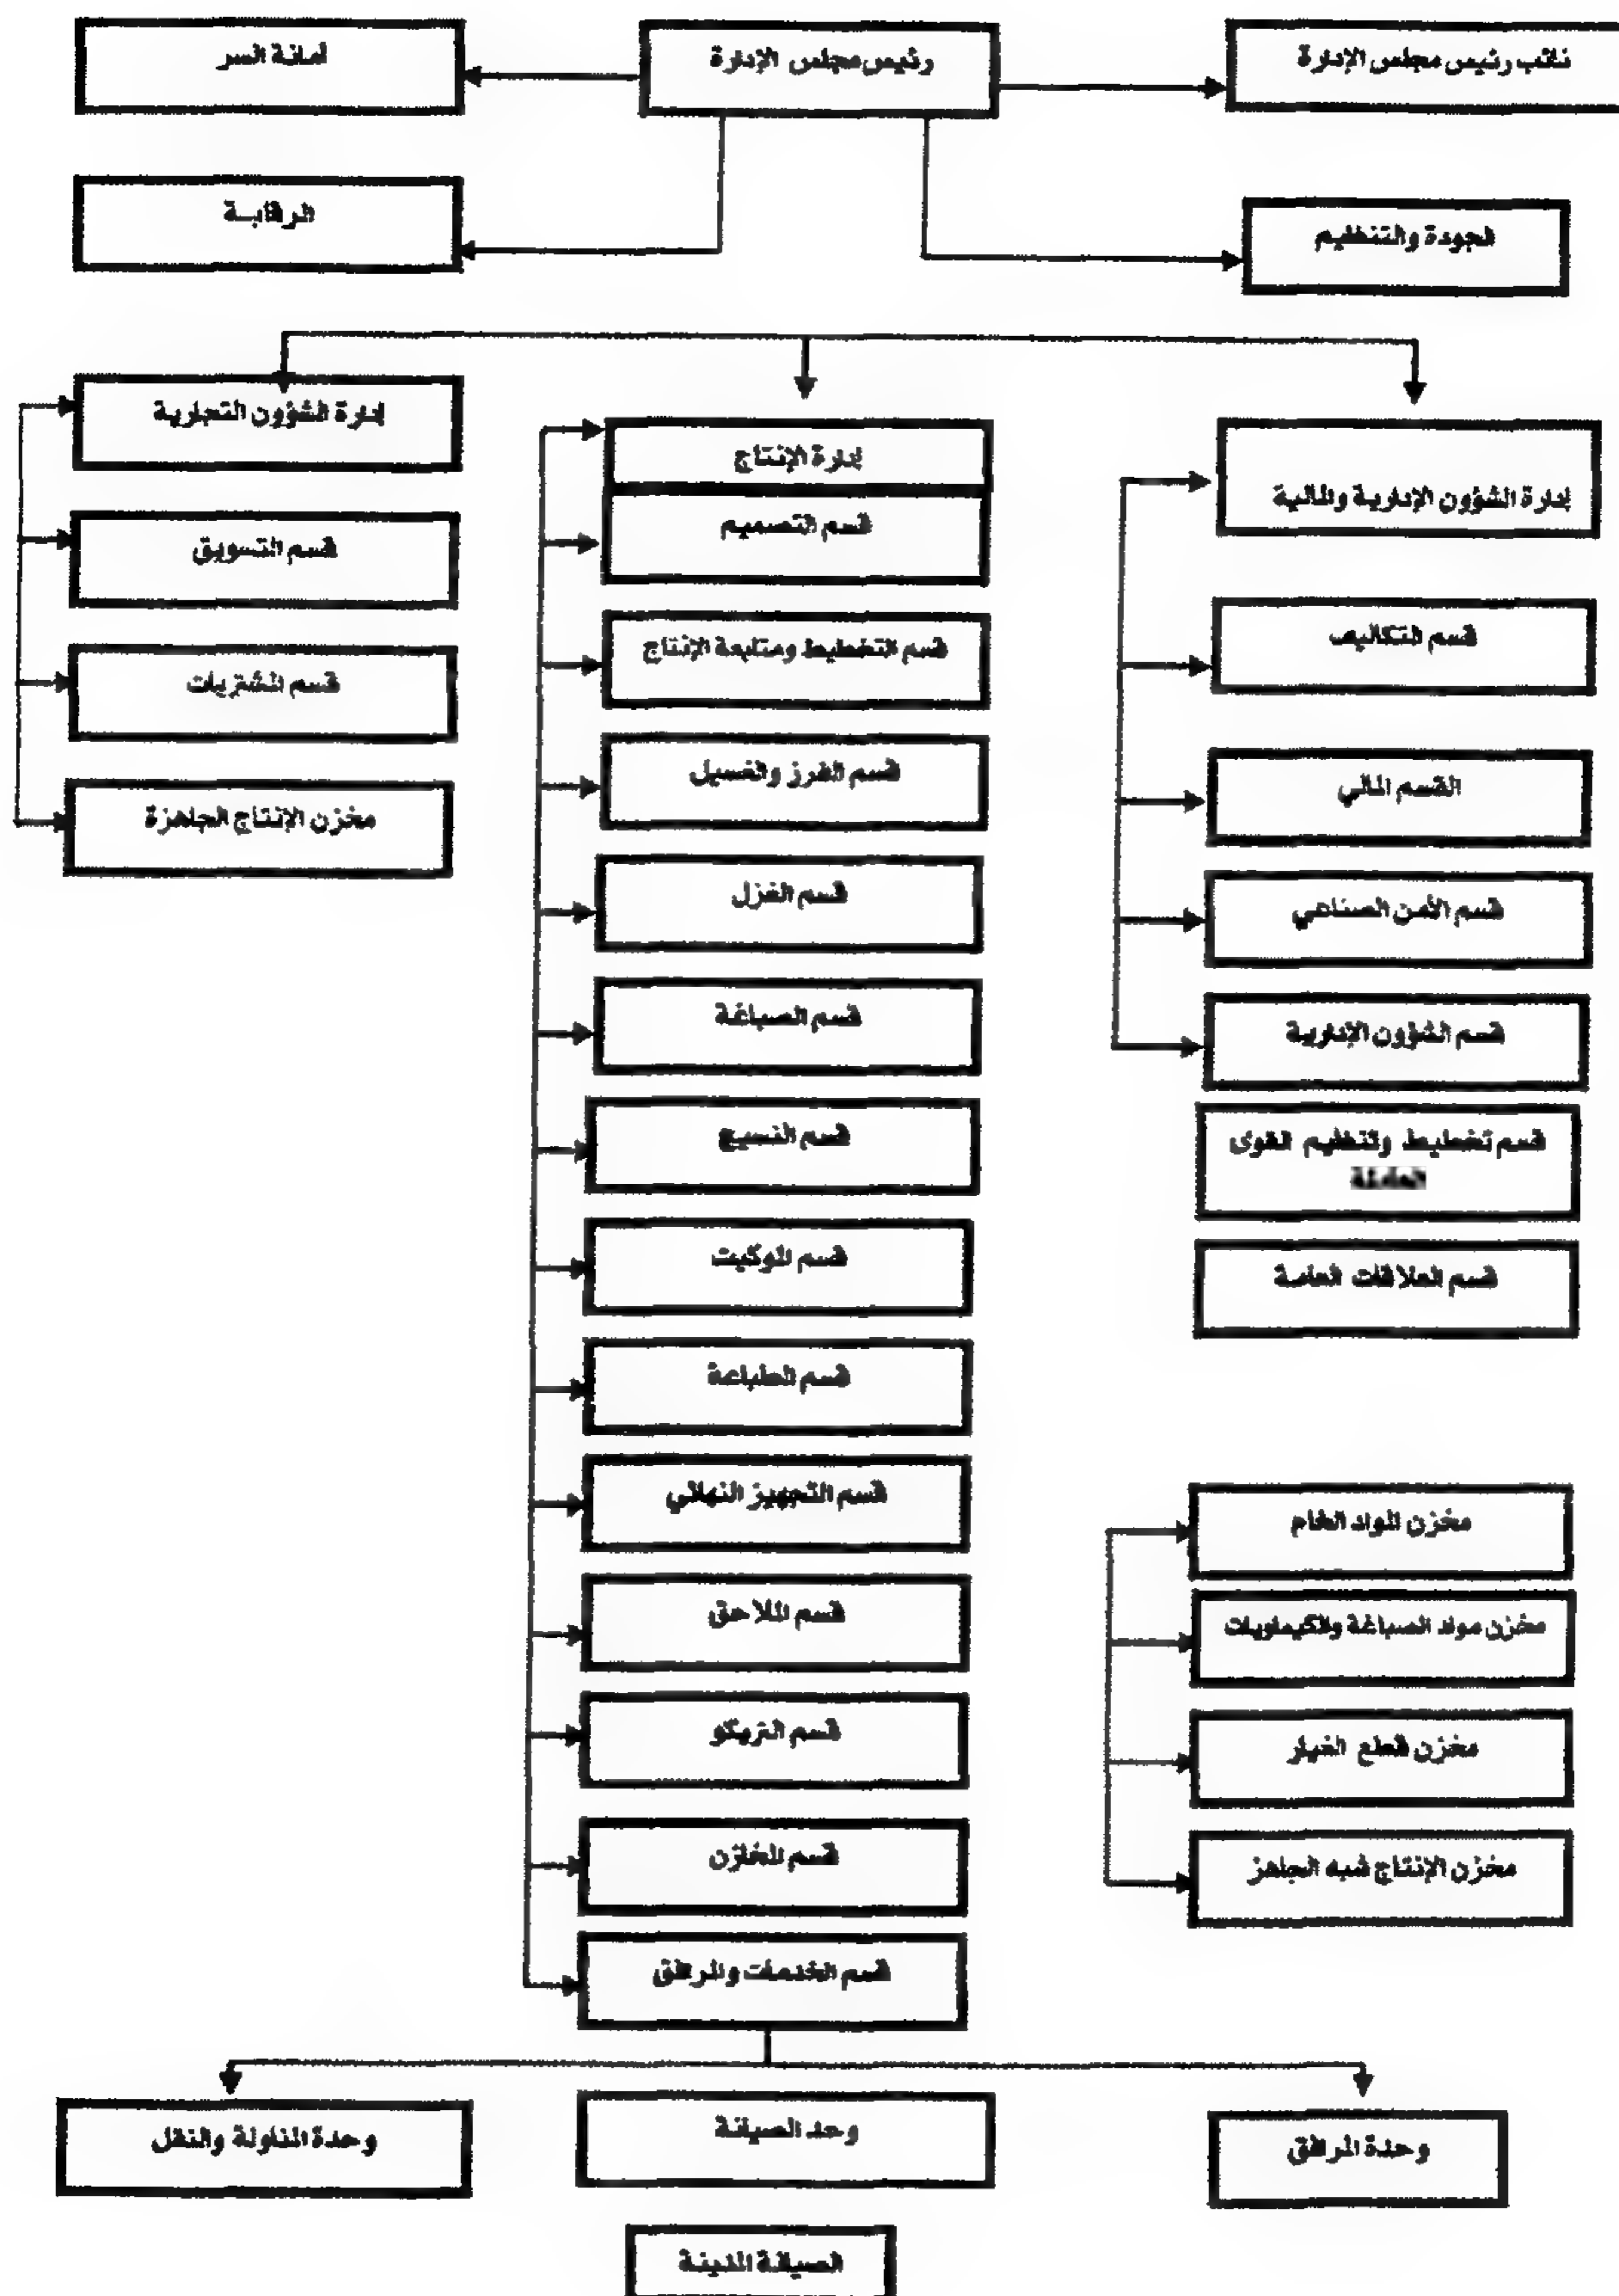 نائب رئيس مجلس الإدارة
رئيس مجلس الإدارة
أمانة السر
الجودة والتنظيم
الرقابة
إدارة الشؤون الإدارية والمالية
قسم التكاليف
القسم المالي
قسم الأمن الصناعي
قسم الشؤون الإدارية
قسم تخطيط وتنظيم القوى
العاملة
قسم العلاقات العامة
مخزن المواد الخام
مخزن مواد الصباغة والكيماويات
مخزن قطع الغيار
مخزن الإنتاج شبه الجاهز
إدارة الإنتاج
قسم التصميم
قسم التخطيط ومتابعة الإنتاج
قسم الفرز والغسيل
قسم الغزل
قسم الصباغة
قسم النسيج
قسم الموكيت
قسم الطباعة
قسم التجهيز النهائي
قسم الملاحق
قسم التريكو
قسم المخازن
قسم الخدمات والمرافق
إدارة الشؤون التجارية
قسم التسويق
قسم المشتريات
مخزن الإنتاج الجاهزة
وحدة المرافق
وحد الصيانة
وحدة المناولة والنقل
الصيانة المدينة